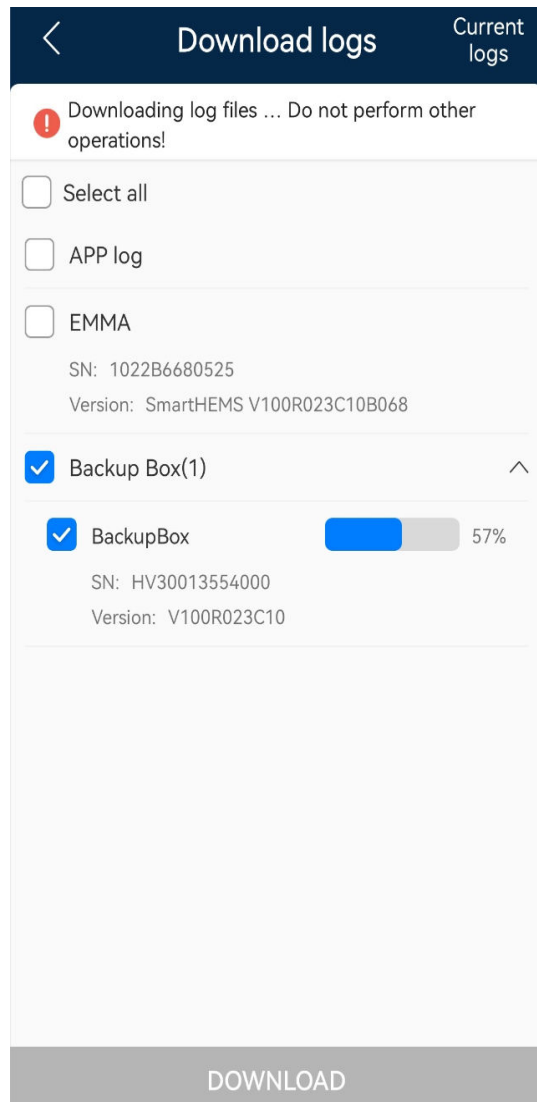 Download logs
Current
logs
Downloading log files … Do not perform other
operations!
Select all
APP log
EMMA
SN: 1022B6680525
Version: SmartHEMS V100R023C10B068
Backup Box(1)
BackupBox
57%
SN: HV30013554000
Version: V100R023C10
DOWNLOAD